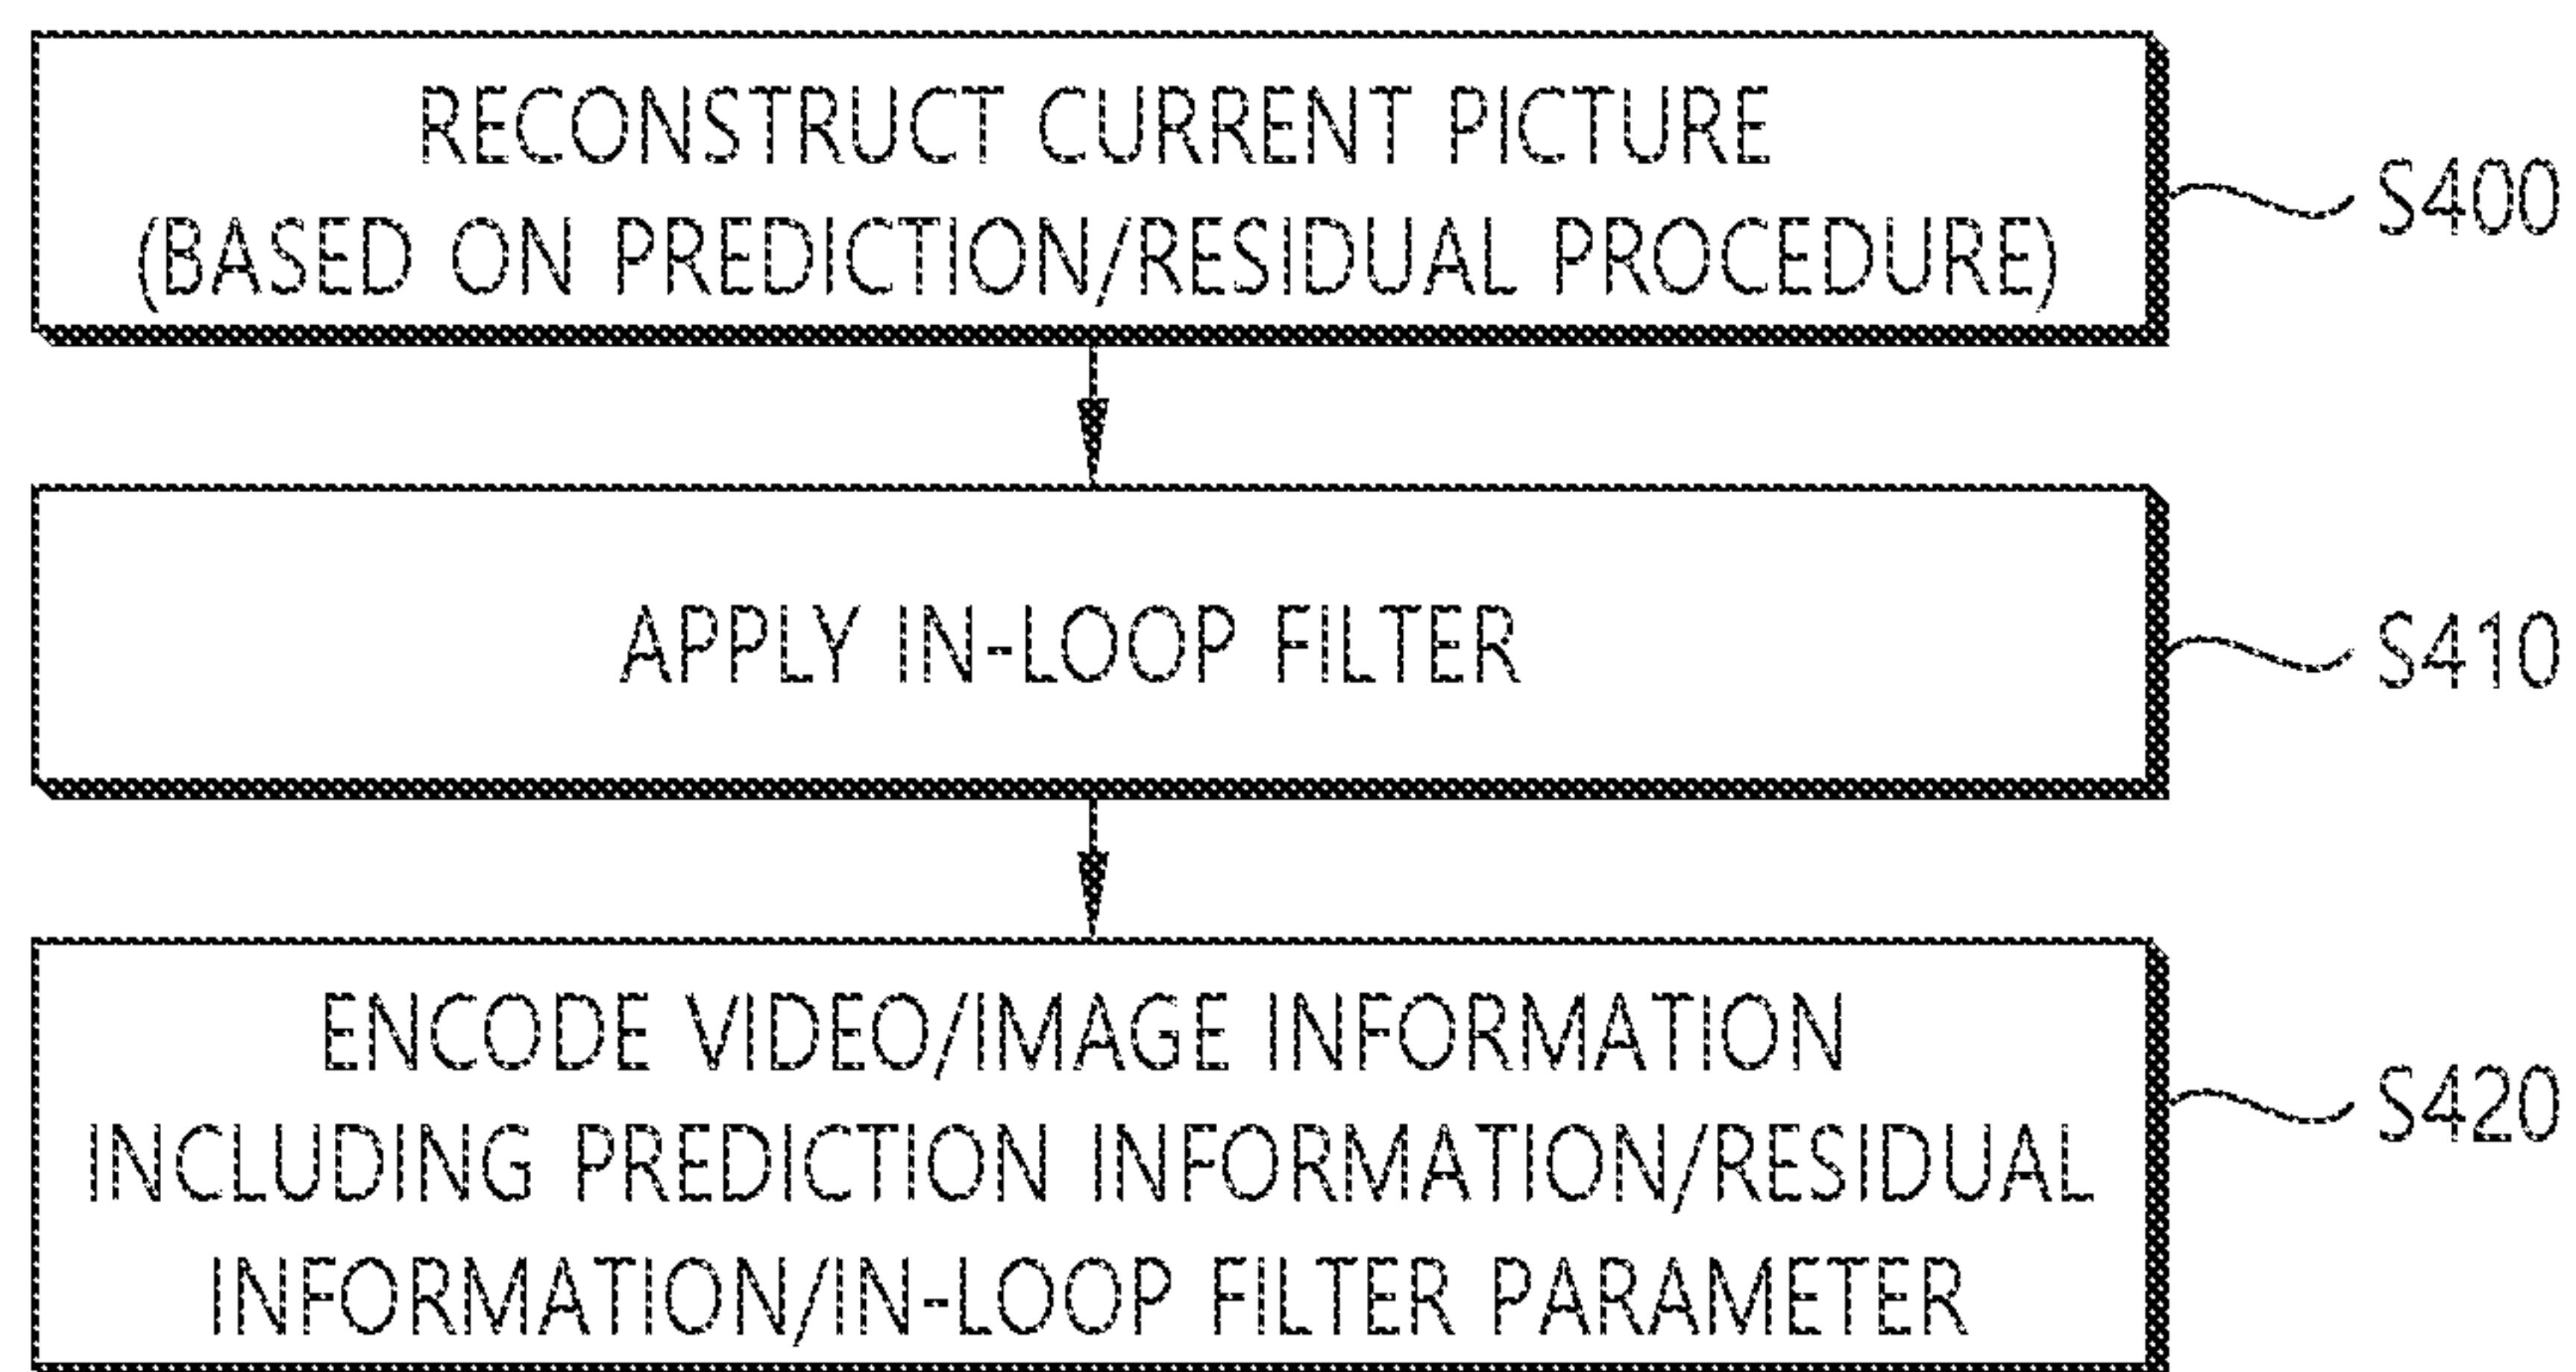 RECONSTRUCT CURRENT PICTURE
(BASED ON PREDICTION/RESIDUAL PROCEDURE)
S400
APPLY IN-LOOP FILTER
S410
ENCODE VIDEO/IMAGE INFORMATION
INCLUDING PREDICTION INFORMATION/RESIDUAL
INFORMATION/IN-LOOP FILTER PARAMETER
S420